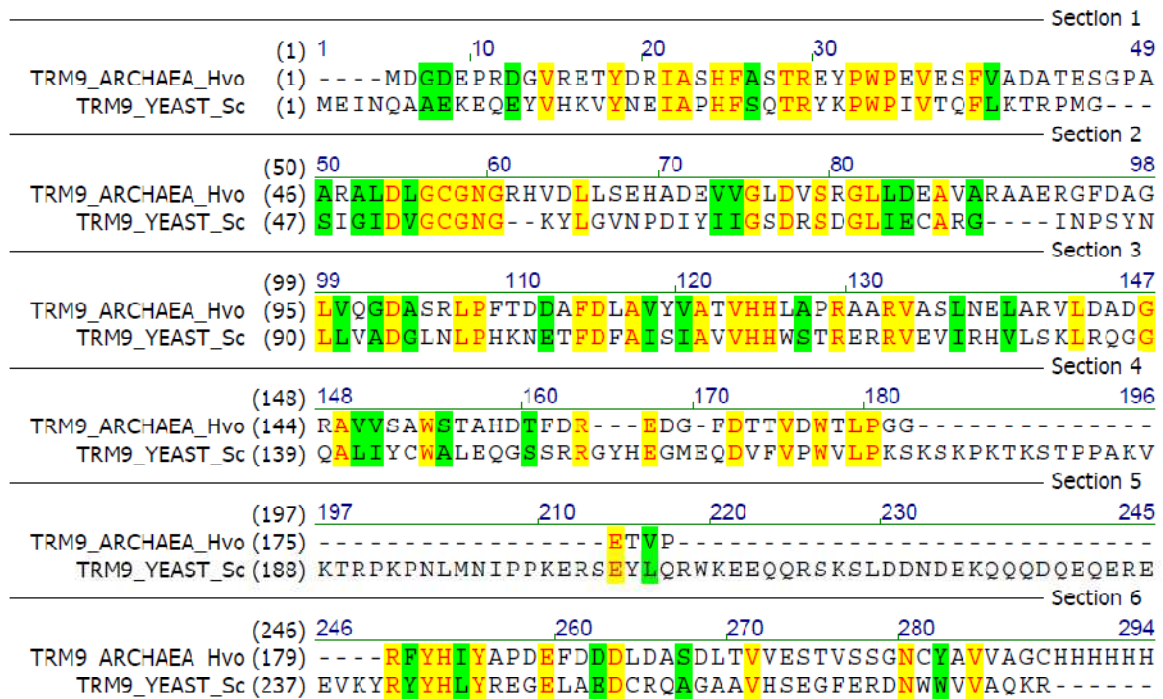 Section 1
(1) 1 10 20 30 49
TRM9_ARCHAEA_Hvo (1) ----MDGDEPRDGVRETYDRIASHFASTREYPWPEVESFVADATESGPA
TRM9_YEAST_Sc (1) MEINQAAEKEQEYVHKVYNEIAPHFSQTRYKPWPIVTQFLKTRPMG---
Section 2
(50) 50 60 70 80 98
TRM9_ARCHAEA_Hvo (46) ARALDLGCGNGRHVDLLSEHADEVVGLDVSRGLLDEAVARAAERGFDAG
TRM9_YEAST_Sc (47) SIGIDVGCGNG--KYLGVNPDIYIIGSDRSDGLIECARG----INPSYN
Section 3
(99) 99 110 120 130 147
TRM9_ARCHAEA_Hvo (95) LVQGDASRLPFTDDAFDLAVYVATVHHLAPRAARVASLNELARVLDADG
TRM9_YEAST_Sc (90) LLVADGLNLPHKNETFDFAISIAVVHHWSTRERRVEVIRHVLSKLRQGG
Section 4
(148) 148 160 170 180 196
TRM9_ARCHAEA_Hvo (144) RAVVSAWSTAHDTFDR---EDG-FDTTVDWTLPGG--------------
TRM9_YEAST_Sc (139) QALIYCWALEQGSSRRGYHEGMEQDVFVPWVLPKSKSKPKTKSTPPAKV
Section 5
(197) 197 210 220 230 245
TRM9_ARCHAEA_Hvo (175) -----------------ETVP----------------------------
TRM9_YEAST_Sc (188) KTRPKPNLMNIPPKERSEYLQRWKEEQQRSKSLDDNDEKQQQDQEQERE
Section 6
(246) 246 260 270 280 294
TRM9_ARCHAEA_Hvo (179) ----RFYHIYAPDEFDDDLDASDLTVVESTVSSGNCYAVVAGCHHHHHH
TRM9_YEAST_Sc (237) EVKYRYYHLYREGELAEDCRQAGAAVHSEGFERDNWWVVAQKR------